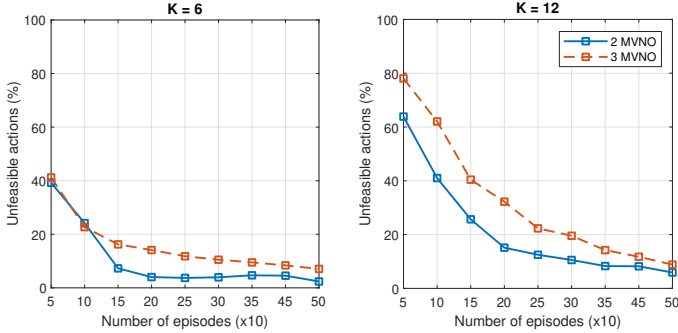 K = 6
100
80
60
40
20
0
Unfeasible actions (%)
5 10 15 20 25 30 35 45 50
Number of episodes (x10)
K = 12
2 MVNO
3 MVNO
100
80
60
40
20
0
Unfeasible actions (%)
5 10 15 20 25 30 35 45 50
Number of episodes (x10)